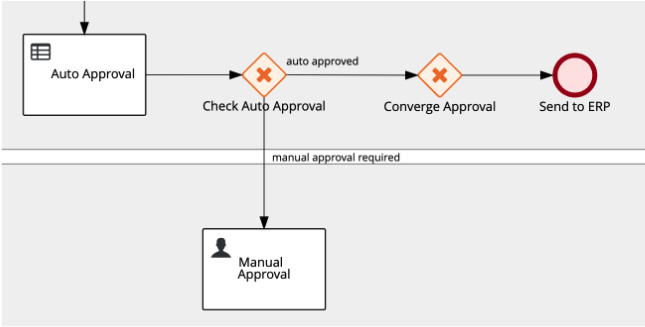 auto approved
Auto Approval
Check Auto Approval
Converge Approval
Send to ERP
manual approval required
Manual
Approval